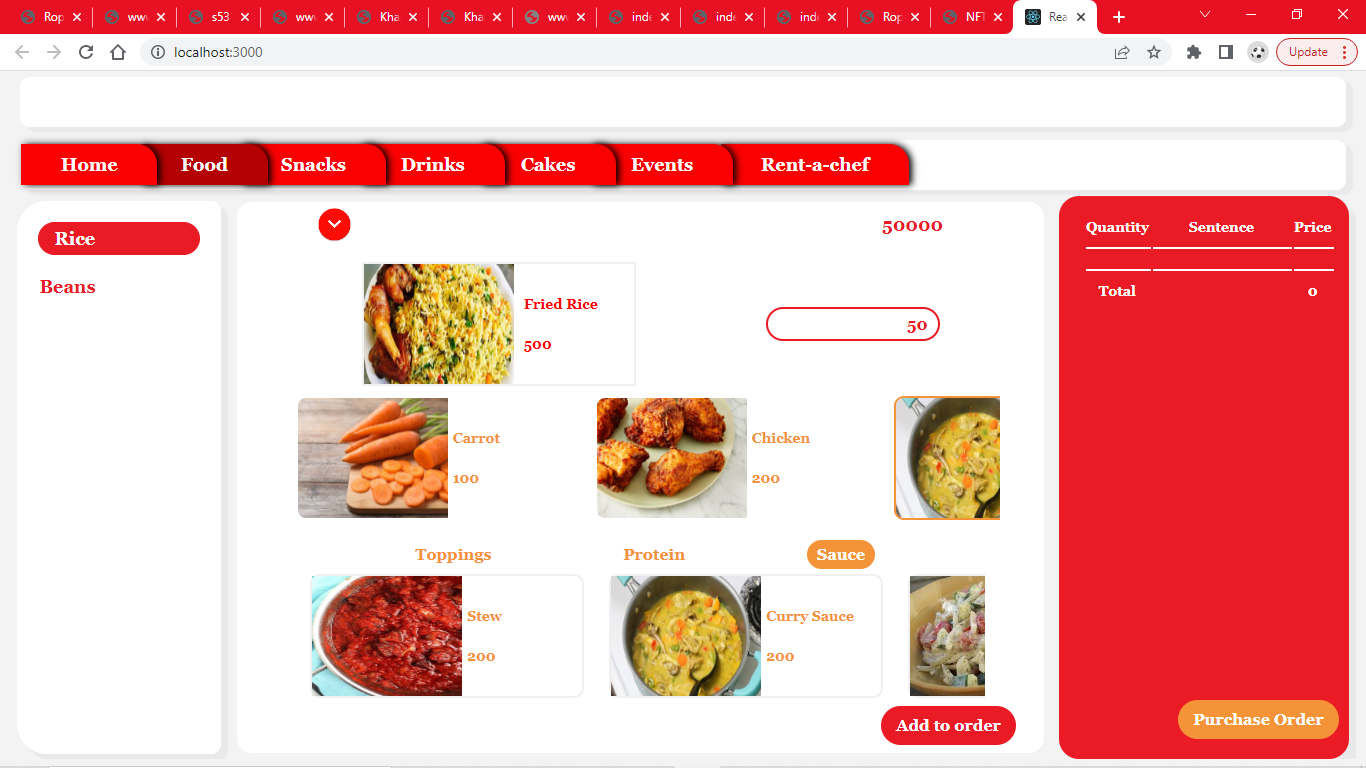 Rop
www
s53
www
Kha
Kha
www
inde
inde
inde
Rop
NFT
Rea
localhost:3000
Update
Home
Food
Snacks
Drinks
Cakes
Events
Rent-a-chef
Rice
Beans
50000
Fried Rice
500
50
Carrot
100
Chicken
200
Toppings
Protein
Sauce
Stew
200
Curry Sauce
200
Add to order
Quantity
Sentence
Price
Total
0
Purchase Order